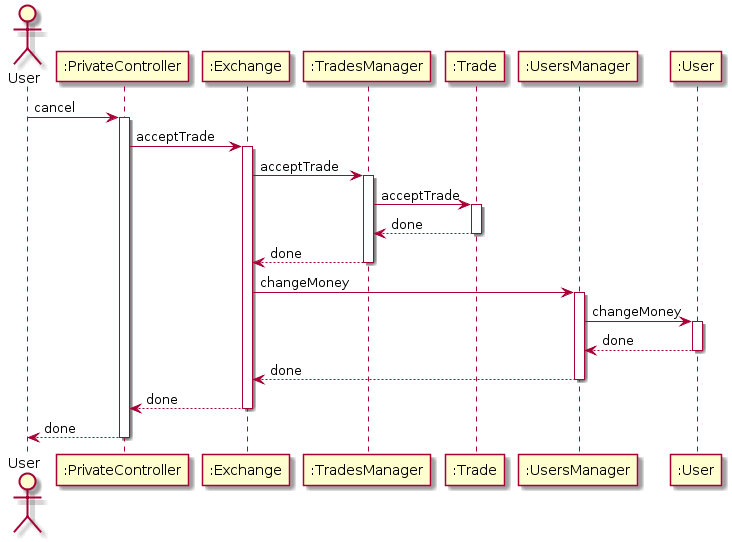 User
:PrivateController
:Exchange
:TradesManager
:Trade
:UsersManager
:User
cancel
acceptTrade
acceptTrade
acceptTrade
done
done
changeMoney
changeMoney
done
done
done
done
User
:PrivateController
:Exchange
:TradesManager
:Trade
:UsersManager
:User